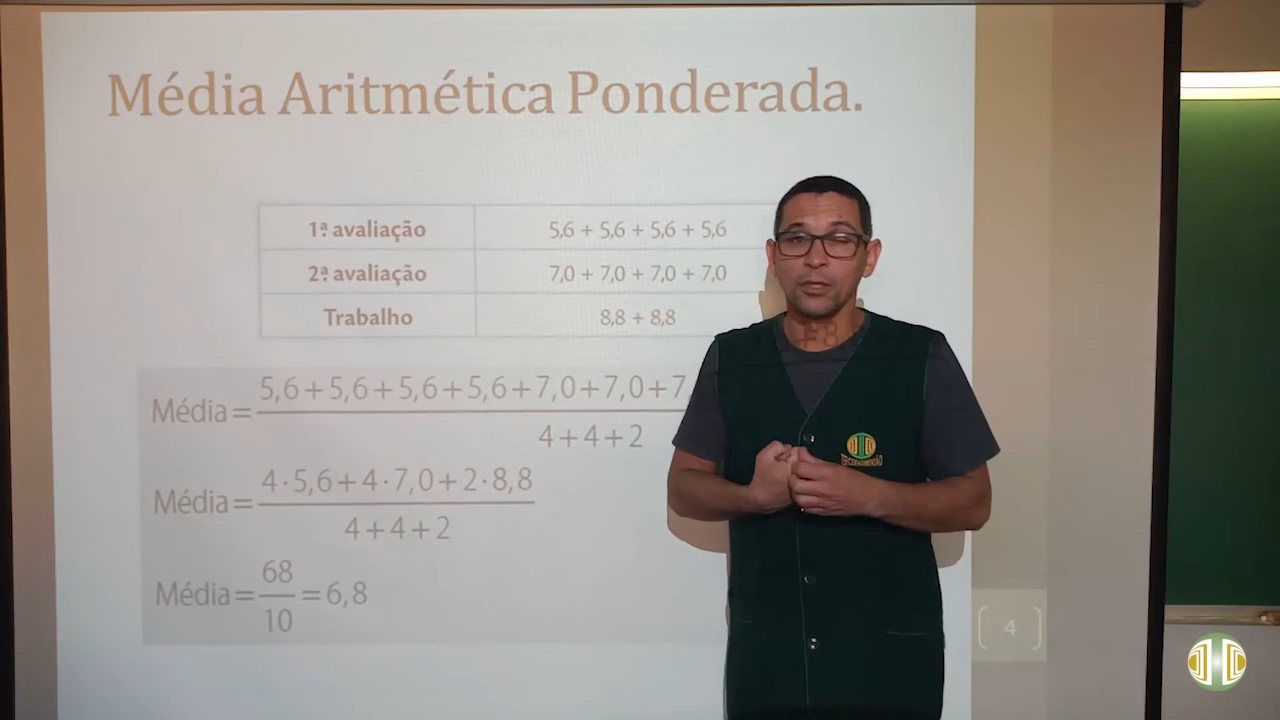 Média Aritmética Ponderada.
1ª avaliação 5,6 + 5,6 + 5,6 + 5,6
2ª avaliação 7,0 + 7,0 + 7,0 + 7,0
Trabalho 8,8 + 8,8
Média = 5,6+5,6+5,6+5,6+7,0+7,0+7,
4+4+2
Média = 4·5,6+4·7,0+2·8,8
4+4+2
Média = 68
10
= 6,8
4